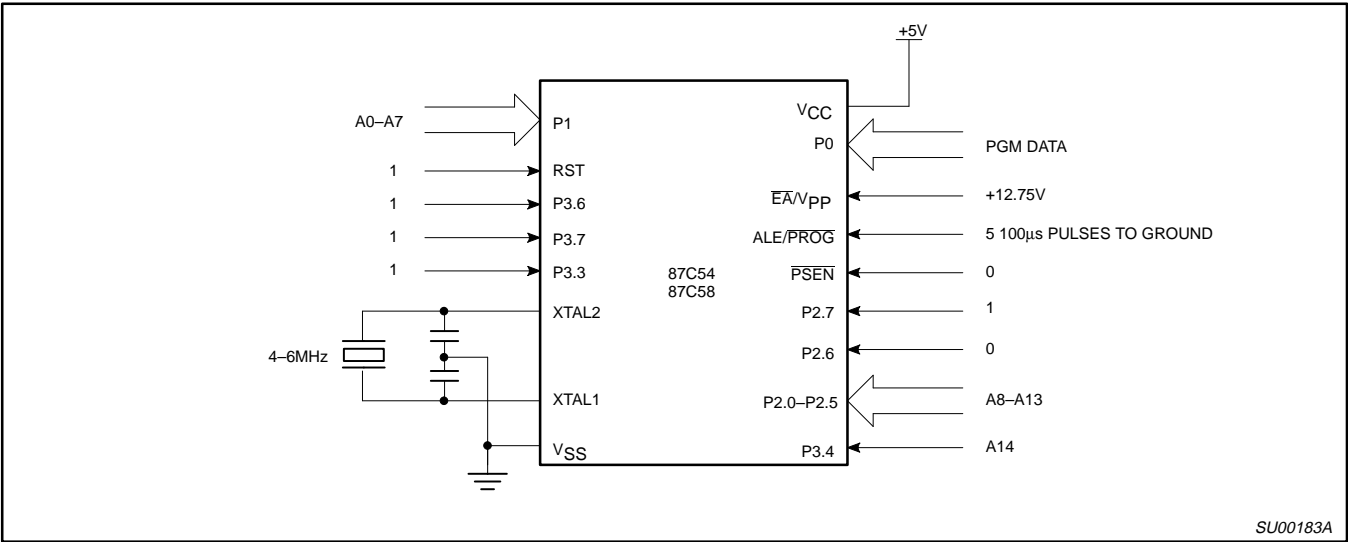 +5V
A0–A7
P1
VCC
P0
PGM DATA
1
RST
EA/VPP
+12.75V
1
P3.6
ALE/PROG
5 100µs PULSES TO GROUND
1
P3.7
PSEN
0
1
P3.3
87C54
87C58
XTAL2
P2.7
1
4–6MHz
P2.6
0
XTAL1
P2.0–P2.5
A8–A13
VSS
P3.4
A14
SU00183A